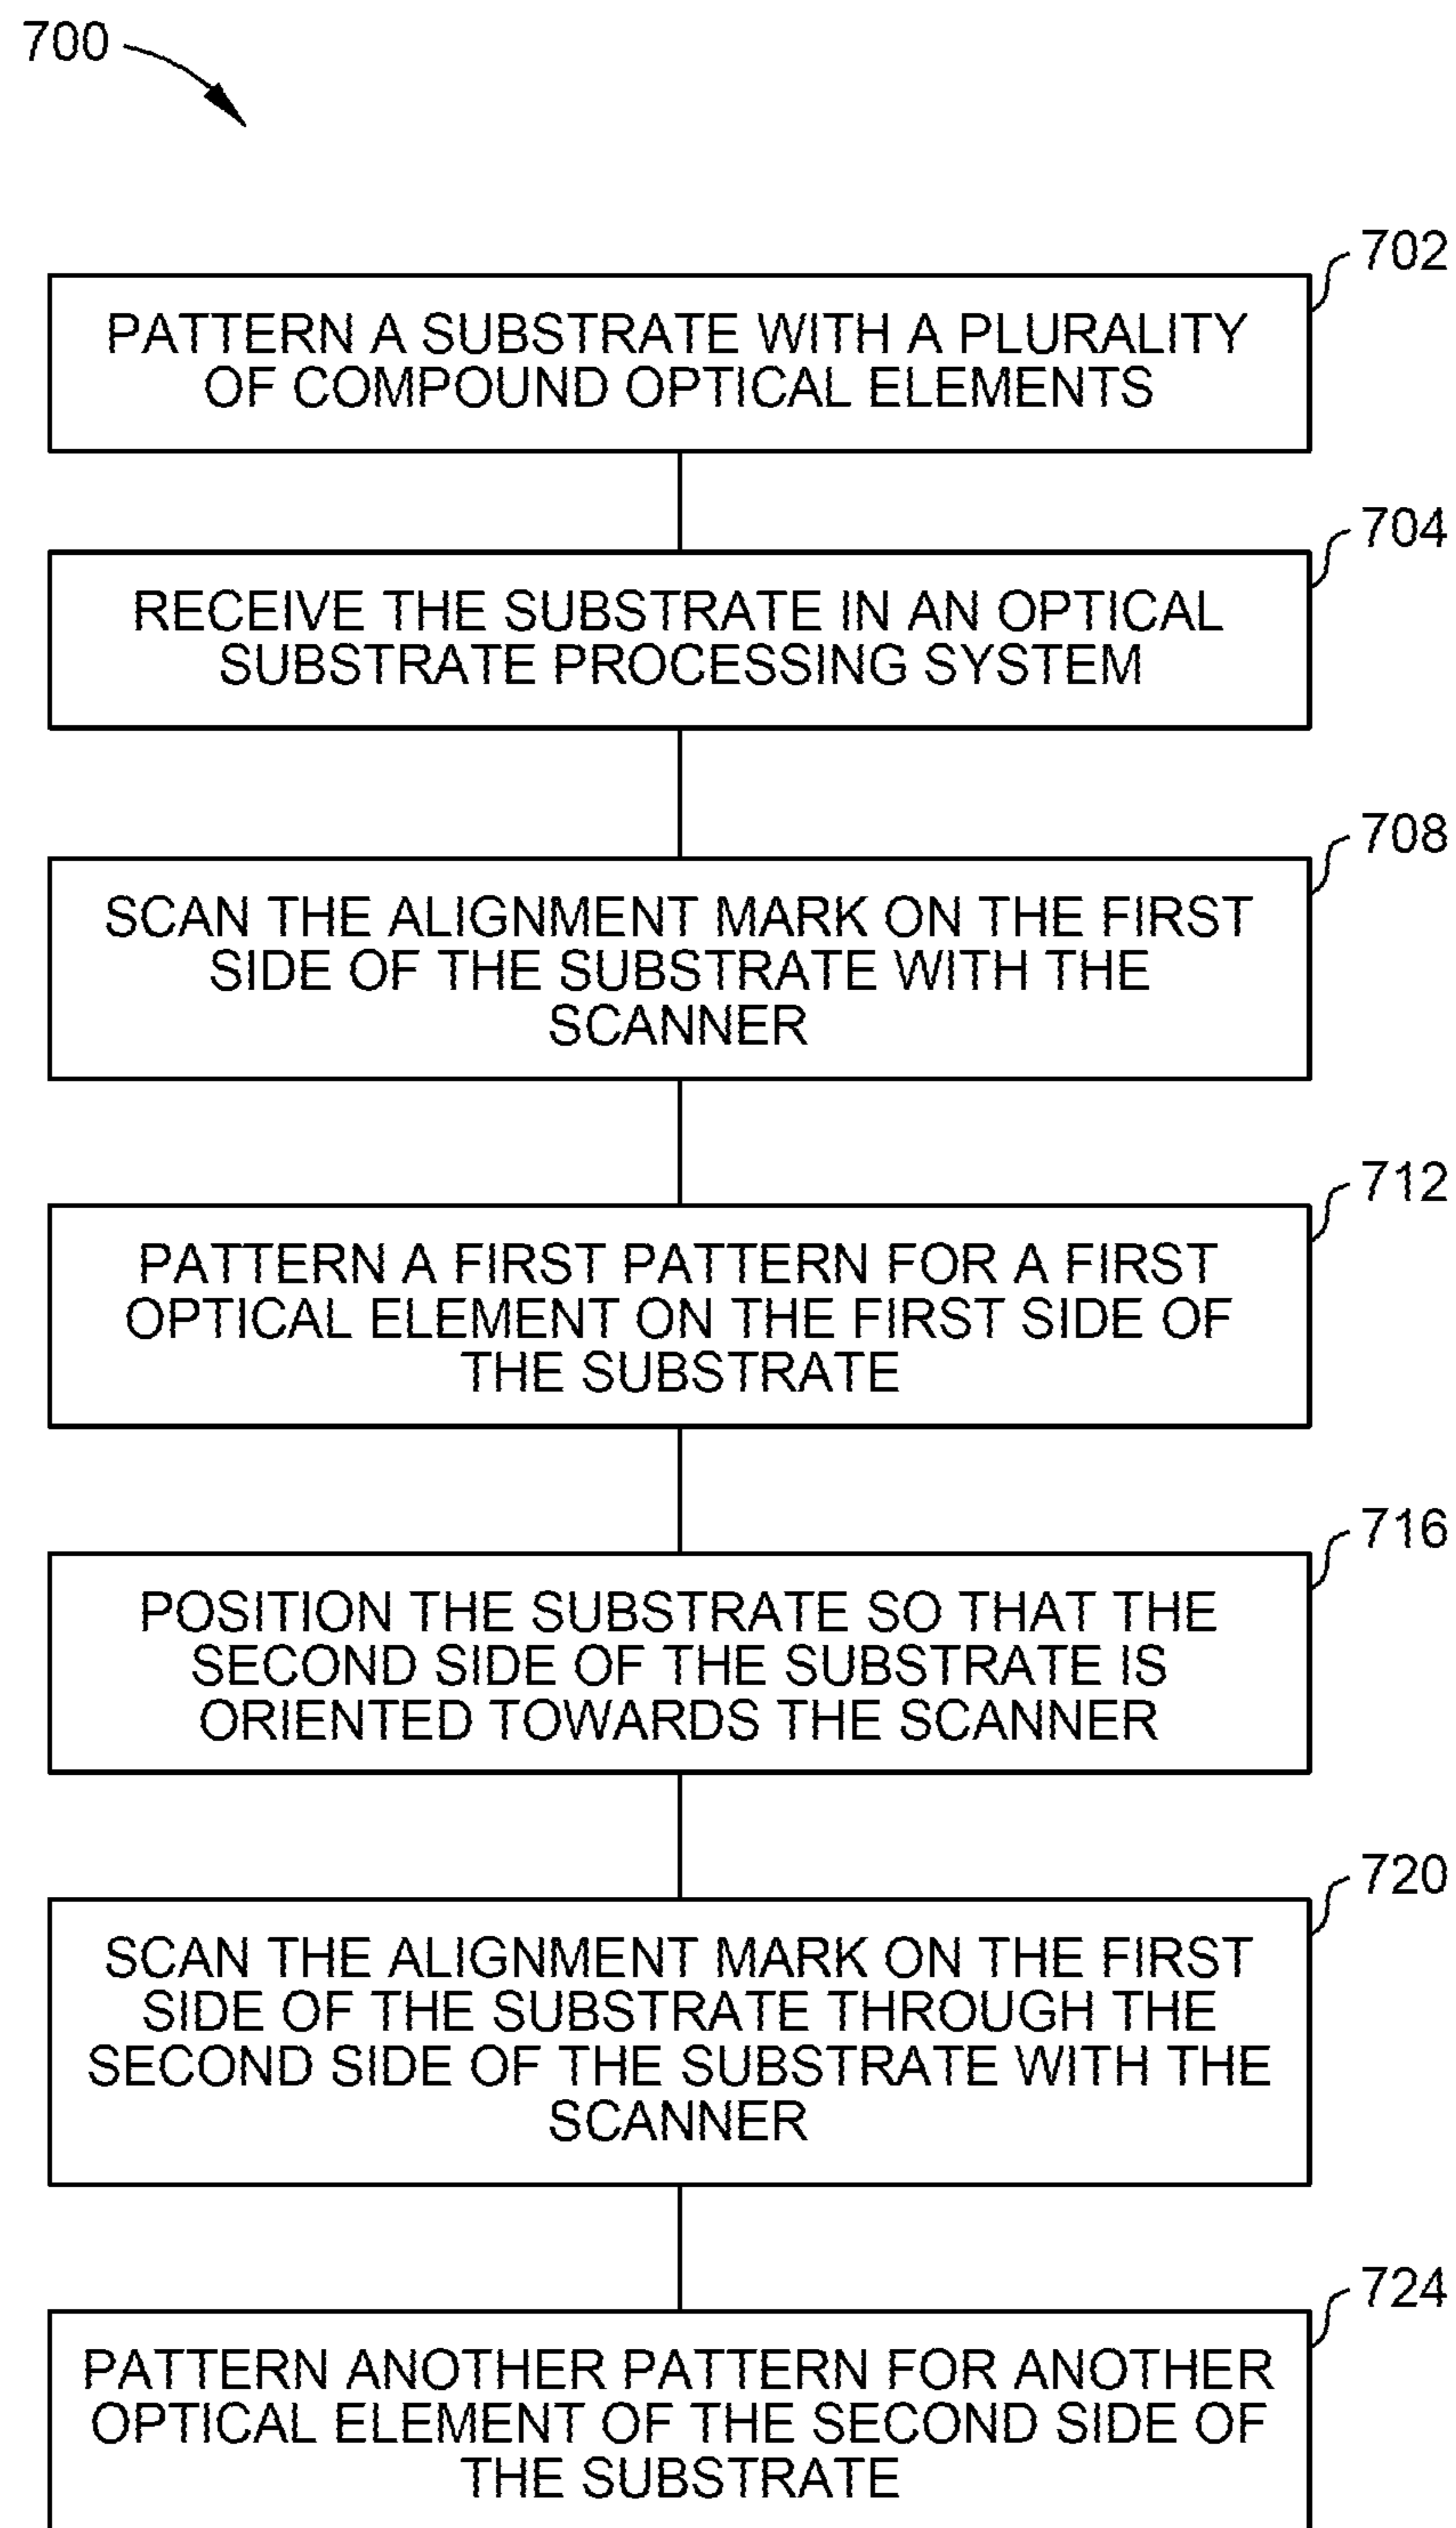 700
702
PATTERN A SUBSTRATE WITH A PLURALITY
OF COMPOUND OPTICAL ELEMENTS
704
RECEIVE THE SUBSTRATE IN AN OPTICAL
SUBSTRATE PROCESSING SYSTEM
708
SCAN THE ALIGNMENT MARK ON THE FIRST
SIDE OF THE SUBSTRATE WITH THE
SCANNER
712
PATTERN A FIRST PATTERN FOR A FIRST
OPTICAL ELEMENT ON THE FIRST SIDE OF
THE SUBSTRATE
716
POSITION THE SUBSTRATE SO THAT THE
SECOND SIDE OF THE SUBSTRATE IS
ORIENTED TOWARDS THE SCANNER
720
SCAN THE ALIGNMENT MARK ON THE FIRST
SIDE OF THE SUBSTRATE THROUGH THE
SECOND SIDE OF THE SUBSTRATE WITH THE
SCANNER
724
PATTERN ANOTHER PATTERN FOR ANOTHER
OPTICAL ELEMENT OF THE SECOND SIDE OF
THE SUBSTRATE